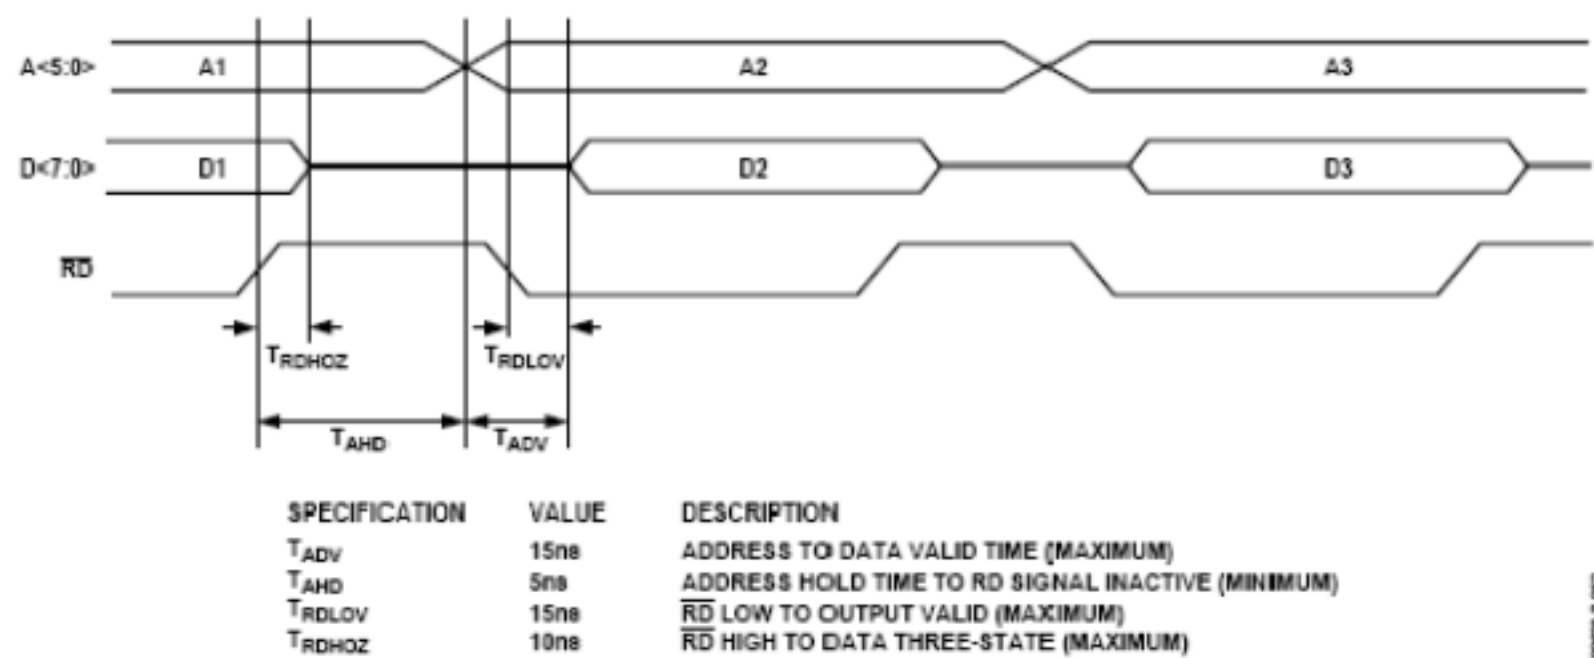 A<5:0> A1 A2 A3
D<7:0> D1 D2 D3
RD
TRDHOZ TRDLOV
TAHD TADV
SPECIFICATION VALUE DESCRIPTION
TADV 15ns ADDRESS TO DATA VALID TIME (MAXIMUM)
TAHD 5ns ADDRESS HOLD TIME TO RD SIGNAL INACTIVE (MINIMUM)
TRDLOV 15ns RD LOW TO OUTPUT VALID (MAXIMUM)
TRDHOZ 10ns RD HIGH TO DATA THREE-STATE (MAXIMUM)